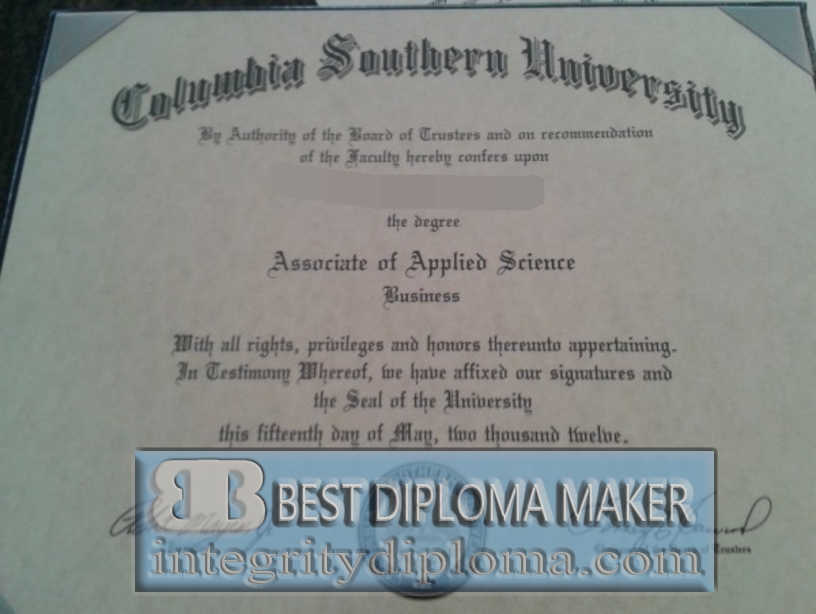 Columbia Southern University
By Authority of the Board of Trustees and on recommendation
of the Faculty hereby confers upon
the degree
Associate of Applied Science
Business
With all rights, privileges and honors thereunto appertaining.
In Testimony Whereof, we have affixed our signatures and
the Seal of the University
this fifteenth day of May, two thousand twelve.
BB BEST DIPLOMA MAKER
integritydiploma.com
Trustees